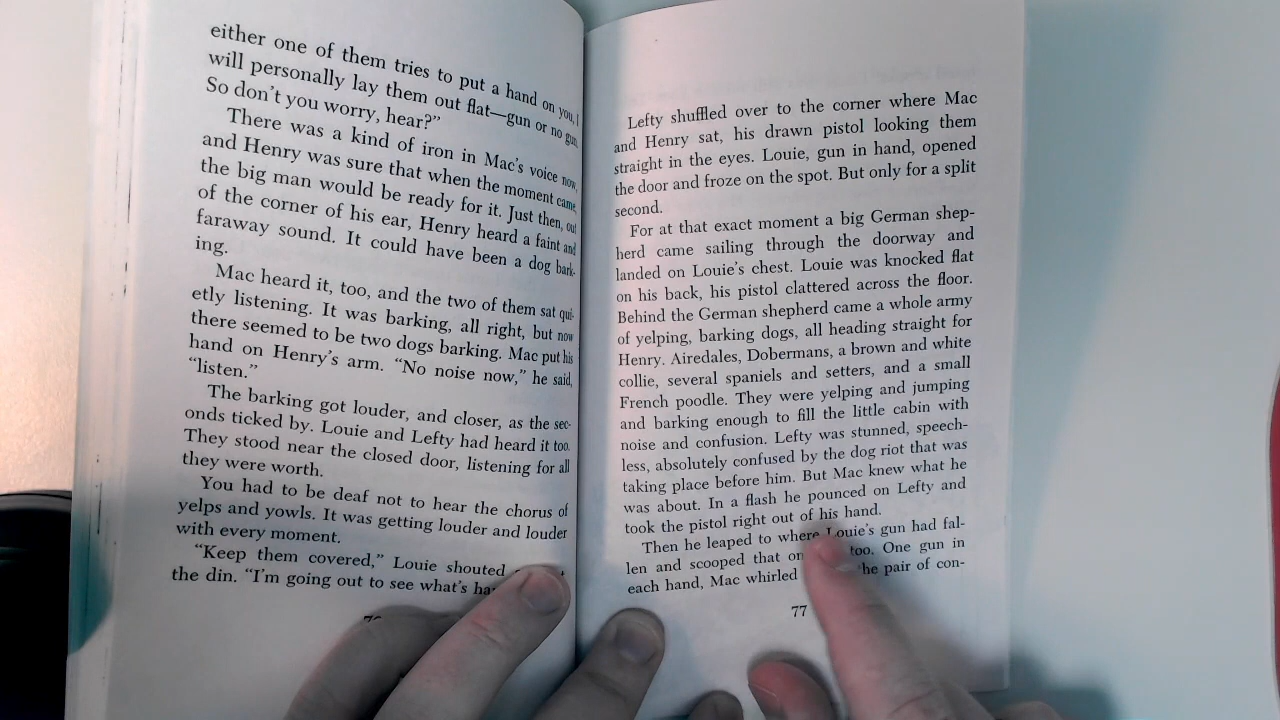 either one of them tries to put a hand on you, I
will personally lay them out flat—gun or no gun.
So don't you worry, hear?"
There was a kind of iron in Mac's voice now,
and Henry was sure that when the moment came,
the big man would be ready for it. Just then, out
of the corner of his ear, Henry heard a faint and
faraway sound. It could have been a dog bark-
ing.
Mac heard it, too, and the two of them sat qui-
etly listening. It was barking, all right, but now
there seemed to be two dogs barking. Mac put his
hand on Henry's arm. "No noise now," he said,
"listen."
The barking got louder, and closer, as the sec-
onds ticked by. Louie and Lefty had heard it too.
They stood near the closed door, listening for all
they were worth.
You had to be deaf not to hear the chorus of
yelps and yowls. It was getting louder and louder
with every moment.
"Keep them covered," Louie shouted
the din. "I'm going out to see what's
Lefty shuffled over to the corner where Mac
and Henry sat, his drawn pistol looking them
straight in the eyes. Louie, gun in hand, opened
the door and froze on the spot. But only for a split
second.
For at that exact moment a big German shep-
herd came sailing through the doorway and
landed on Louie's chest. Louie was knocked flat
on his back, his pistol clattered across the floor.
Behind the German shepherd came a whole army
of yelping, barking dogs, all heading straight for
Henry. Airedales, Dobermans, a brown and white
collie, several spaniels and setters, and a small
French poodle. They were yelping and jumping
and barking enough to fill the little cabin with
noise and confusion. Lefty was stunned, speech-
less, absolutely confused by the dog riot that was
taking place before him. But Mac knew what he
was about. In a flash he pounced on Lefty and
took the pistol right out of his hand.
Then he leaped to where Louie's gun had fal-
len and scooped that too. One gun in
each hand, Mac whirled pair of con-
77